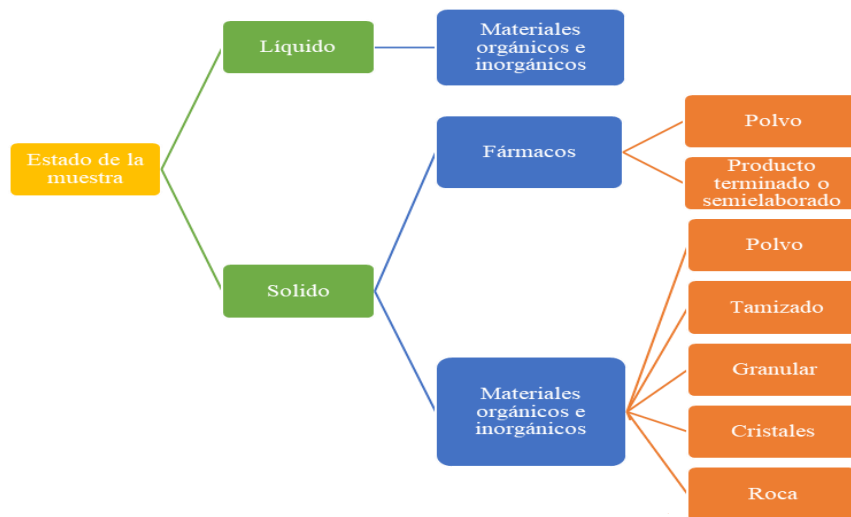 Estado de la
muestra
Líquido
Materiales
orgánicos e
inorgánicos
Solido
Fármacos
Polvo
Producto
terminado o
semielaborado
Materiales
orgánicos e
inorgánicos
Polvo
Tamizado
Granular
Cristales
Roca